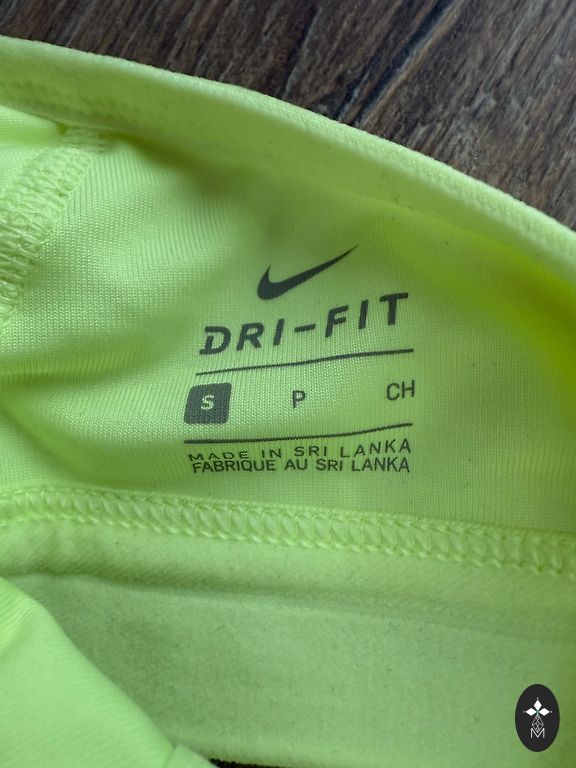 DRI-FIT
S P CH
MADE IN SRI LANKA
FABRIQUE AU SRI LANKA
M